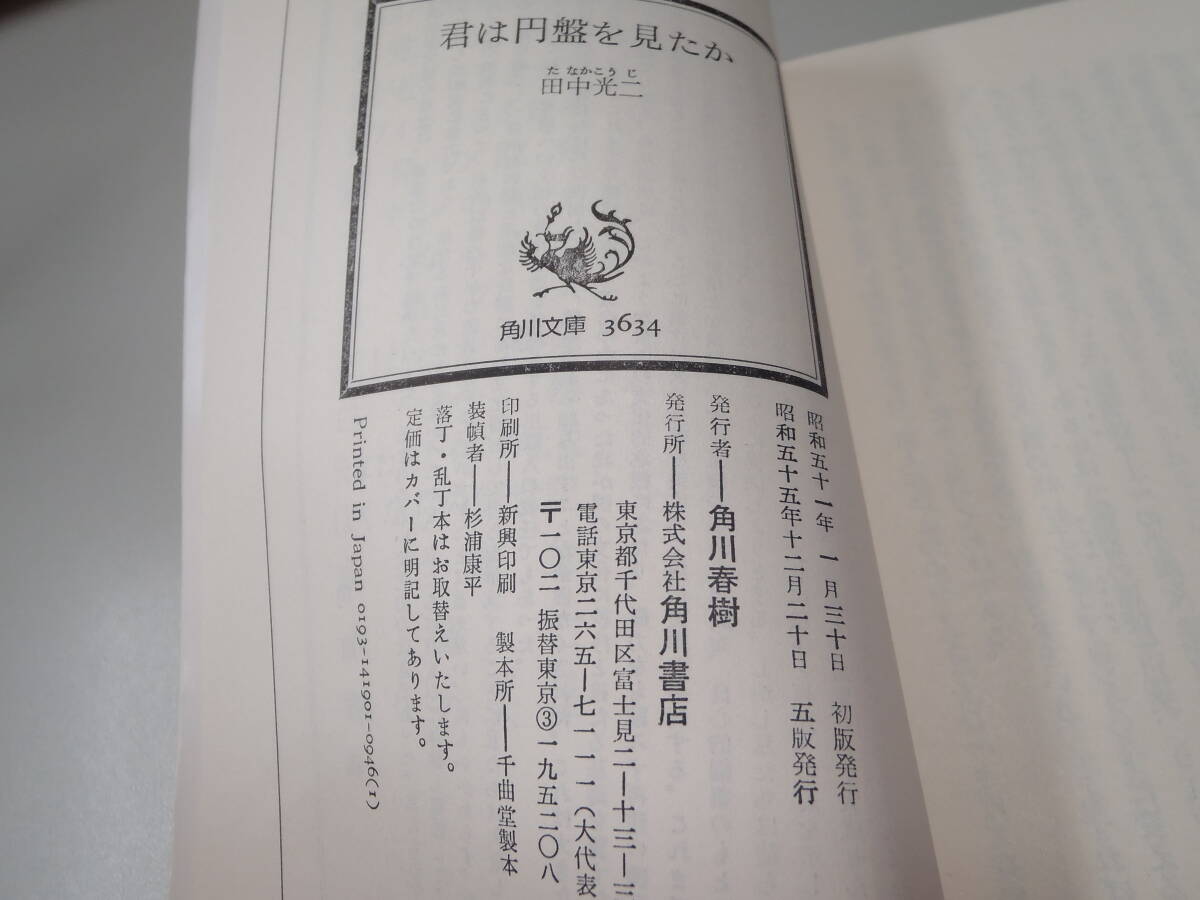 君は円盤を見たか
た なかこう じ
田中光二
角川文庫 3634
昭和五十一年 一月三十日 初版発行
昭和五十五年十二月二十日 五版発行
発行者──角川春樹
発行所──株式会社角川書店
東京都千代田区富士見二―十三―三
電話東京二六五―七一一一（大代表
〒一〇二 振替東京③一九五二〇八
印刷所──新興印刷 製本所──千曲堂製本
装幀者──杉浦康平
落丁・乱丁本はお取替えいたします。
定価はカバーに明記してあります。
Printed in Japan 0193-141901-0946(1)